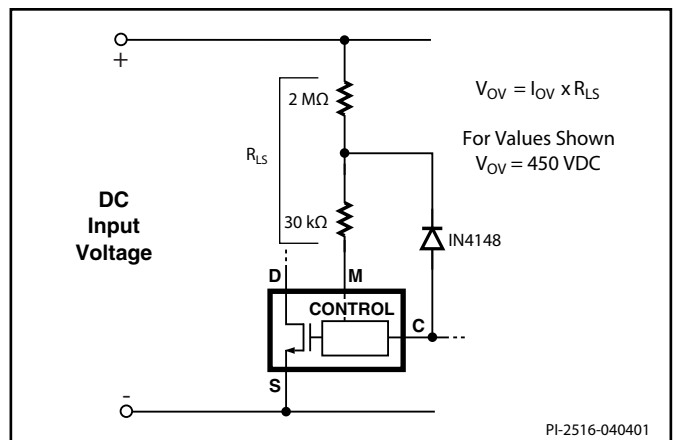 +
2 MΩ
V_OV = I_OV x R_LS
For Values Shown
V_OV = 450 VDC
R_LS
DC
Input
Voltage
30 kΩ
IN4148
D
M
CONTROL
C
S
-
PI-2516-040401